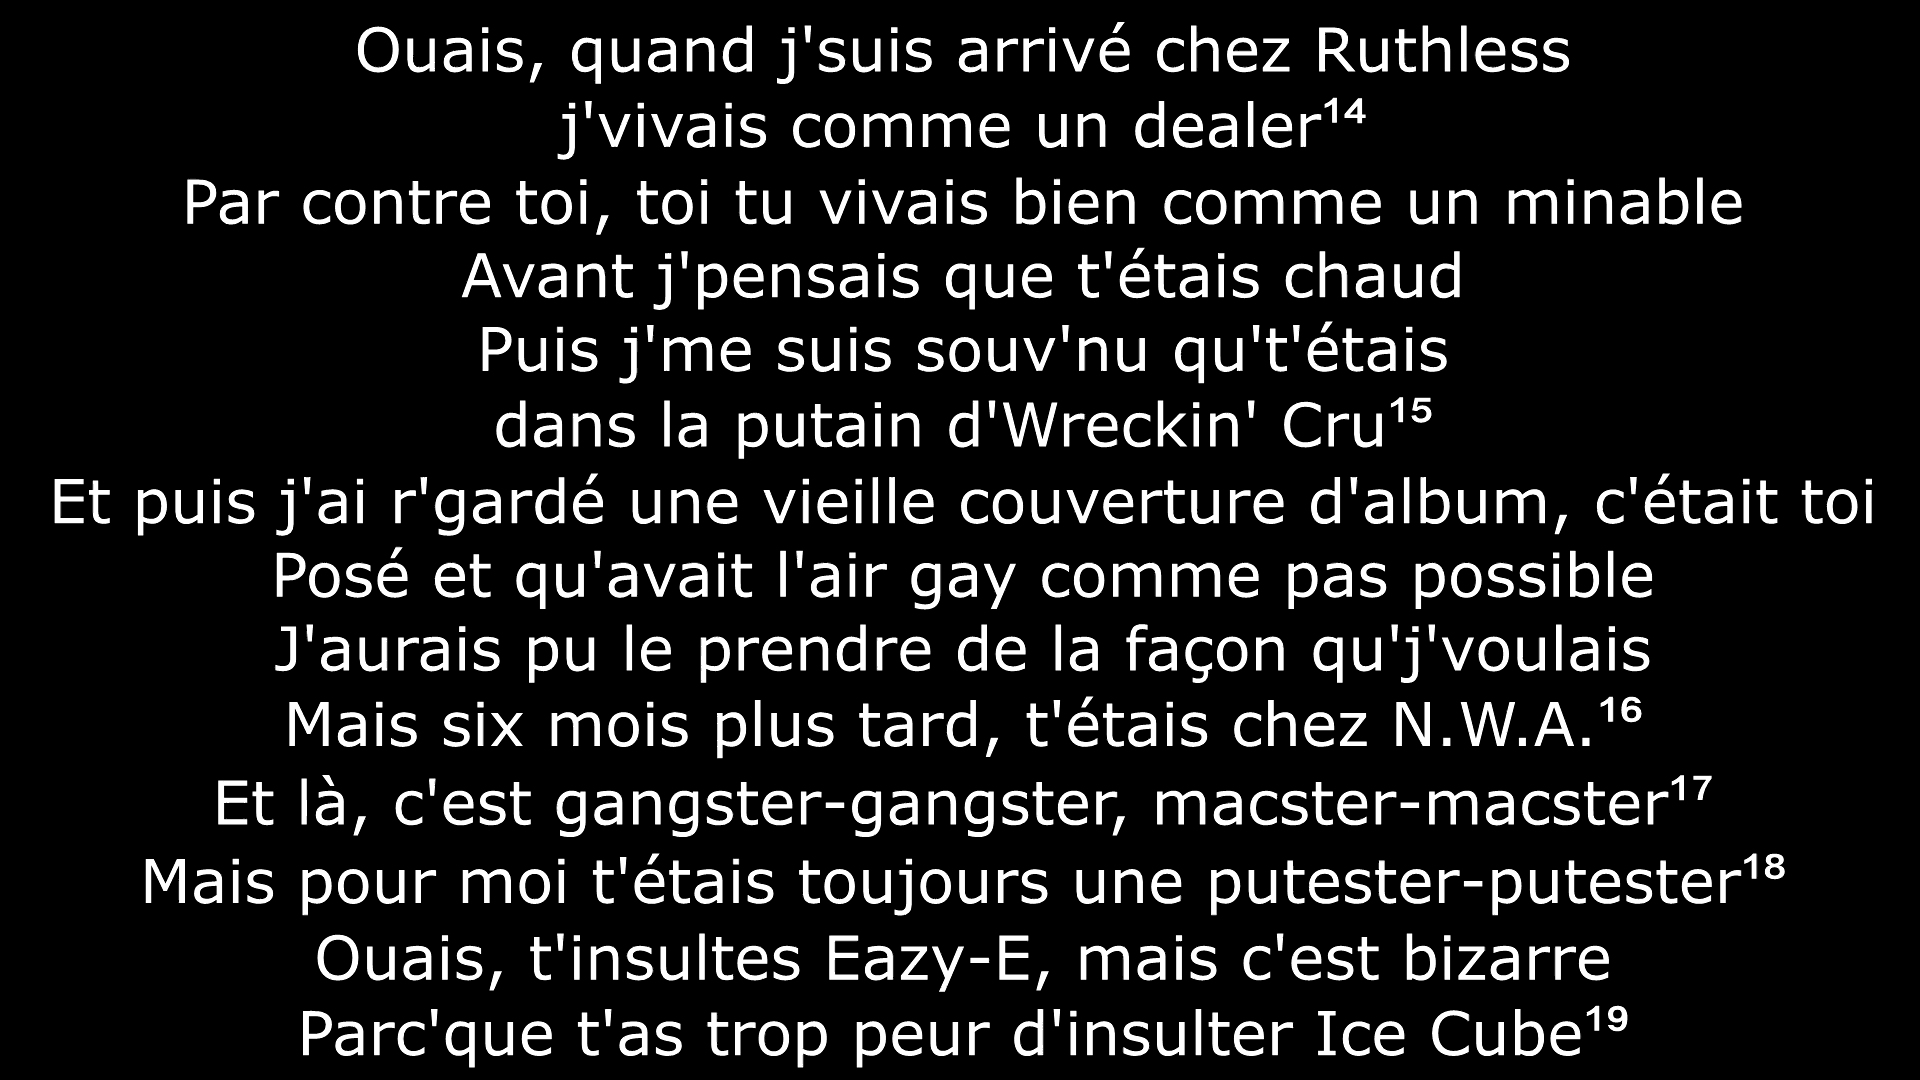 Ouais, quand j'suis arrivé chez Ruthless
j'vivais comme un dealer¹⁴
Par contre toi, toi tu vivais bien comme un minable
Avant j'pensais que t'étais chaud
Puis j'me suis souv'nu qu't'étais
dans la putain d'Wreckin' Cru¹⁵
Et puis j'ai r'gardé une vieille couverture d'album, c'était toi
Posé et qu'avait l'air gay comme pas possible
J'aurais pu le prendre de la façon qu'j'voulais
Mais six mois plus tard, t'étais chez N.W.A.¹⁶
Et là, c'est gangster-gangster, macster-macster¹⁷
Mais pour moi t'étais toujours une putester-putester¹⁸
Ouais, t'insultes Eazy-E, mais c'est bizarre
Parc'que t'as trop peur d'insulter Ice Cube¹⁹